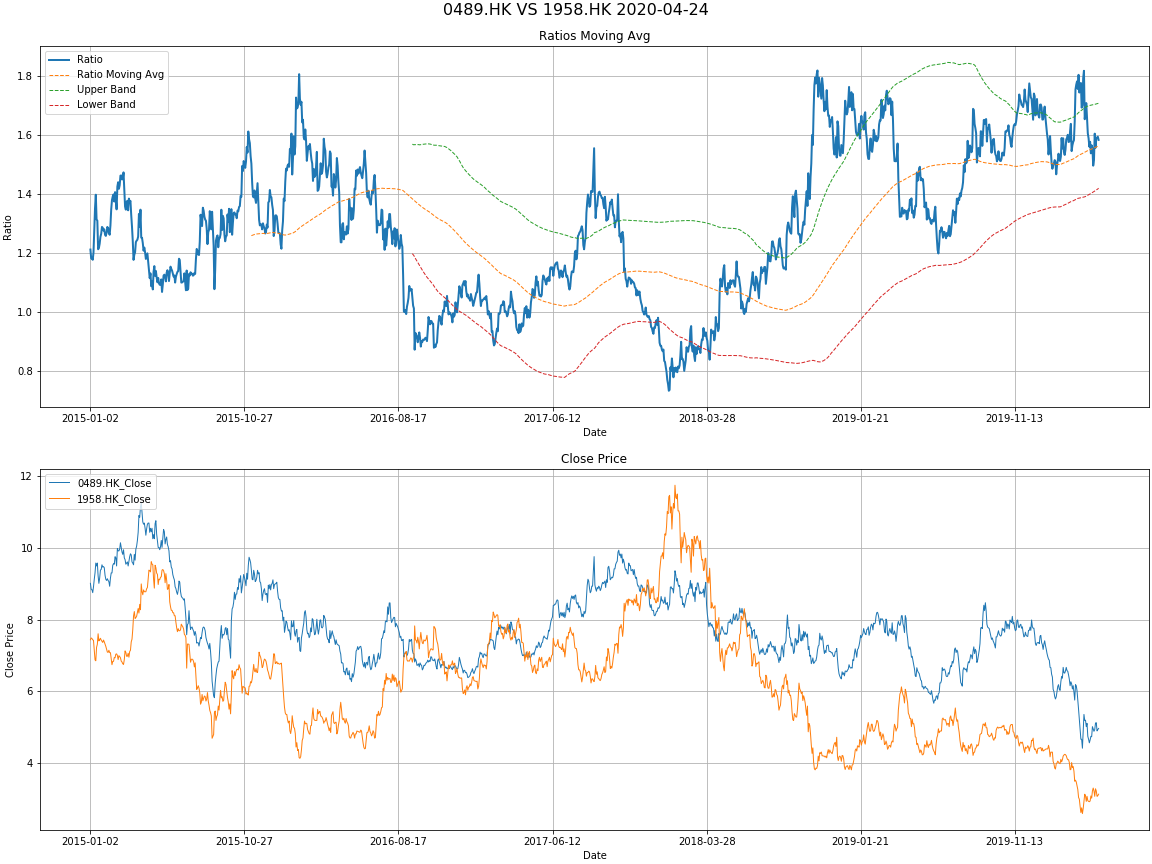 0489.HK VS 1958.HK 2020-04-24
Ratios Moving Avg
Ratio
Ratio Moving Avg
Upper Band
Lower Band
1.8
1.6
1.4
1.2
1.0
0.8
Ratio
2015-01-02 2015-10-27 2016-08-17 2017-06-12 2018-03-28 2019-01-21 2019-11-13
Date
Close Price
0489.HK_Close
1958.HK_Close
12
10
8
6
4
Close Price
2015-01-02 2015-10-27 2016-08-17 2017-06-12 2018-03-28 2019-01-21 2019-11-13
Date